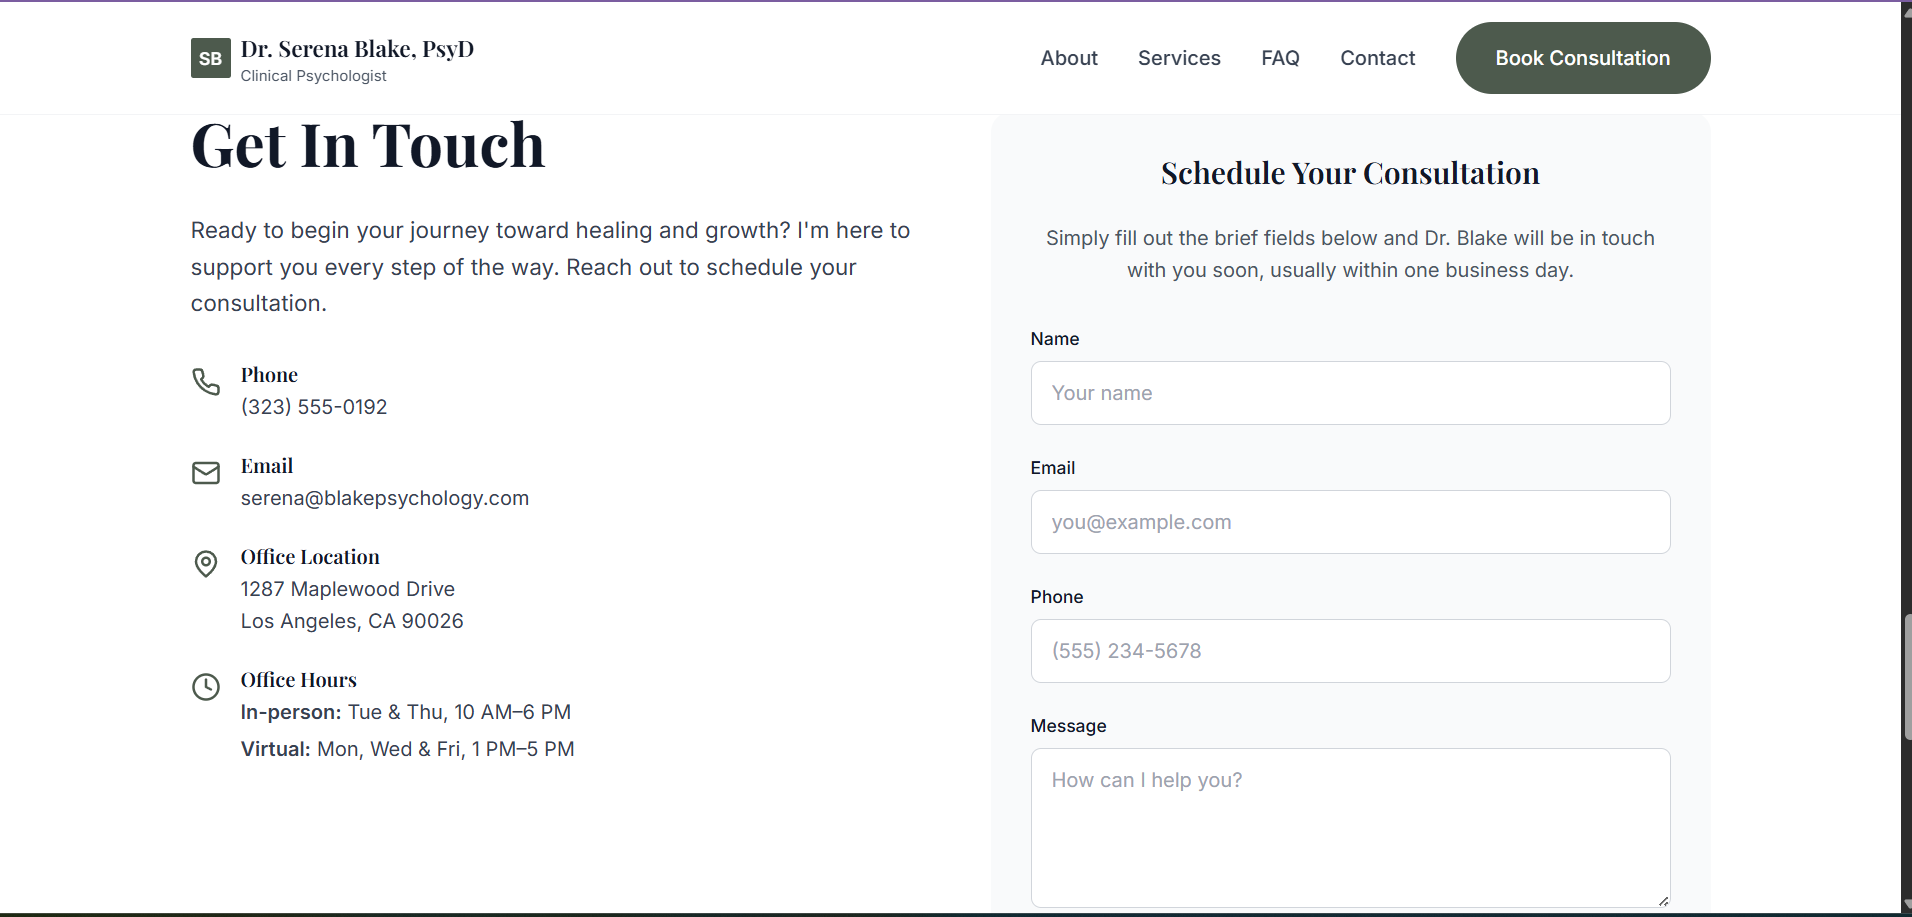 SB
Dr. Serena Blake, PsyD
Clinical Psychologist
About
Services
FAQ
Contact
Book Consultation
Get In Touch
Ready to begin your journey toward healing and growth? I'm here to
support you every step of the way. Reach out to schedule your
consultation.
Phone
(323) 555-0192
Email
serena@blakepsychology.com
Office Location
1287 Maplewood Drive
Los Angeles, CA 90026
Office Hours
In-person: Tue & Thu, 10 AM–6 PM
Virtual: Mon, Wed & Fri, 1 PM–5 PM
Schedule Your Consultation
Simply fill out the brief fields below and Dr. Blake will be in touch
with you soon, usually within one business day.
Name
Your name
Email
you@example.com
Phone
(555) 234-5678
Message
How can I help you?